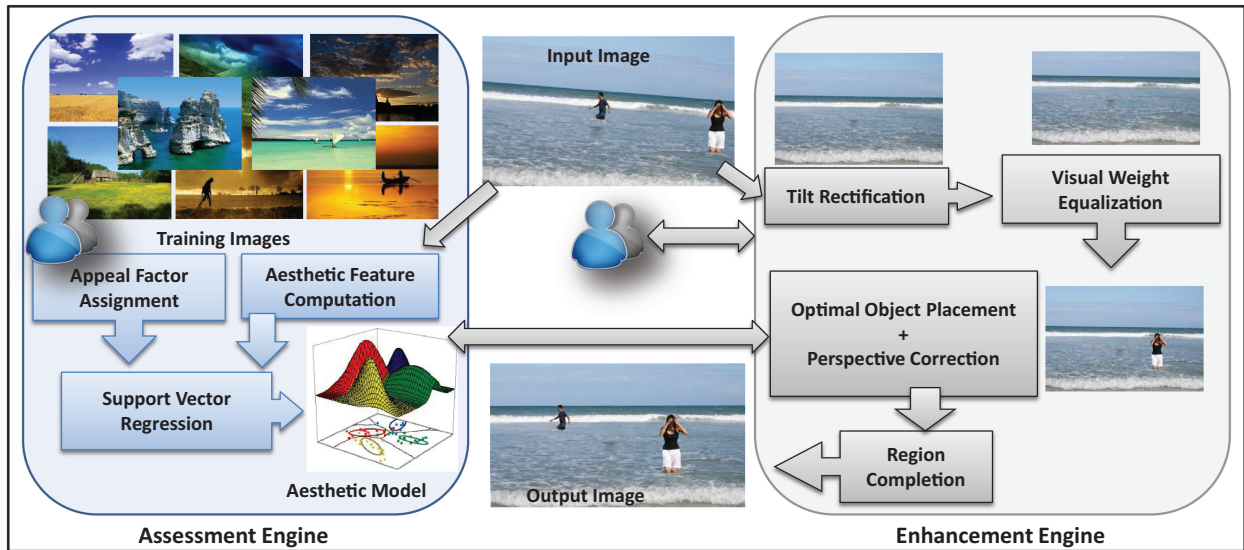 Input Image
Training Images
Appeal Factor
Assignment
Aesthetic Feature
Computation
Support Vector
Regression
Aesthetic Model
Assessment Engine
Output Image
Tilt Rectification
Visual Weight
Equalization
Optimal Object Placement
+
Perspective Correction
Region
Completion
Enhancement Engine